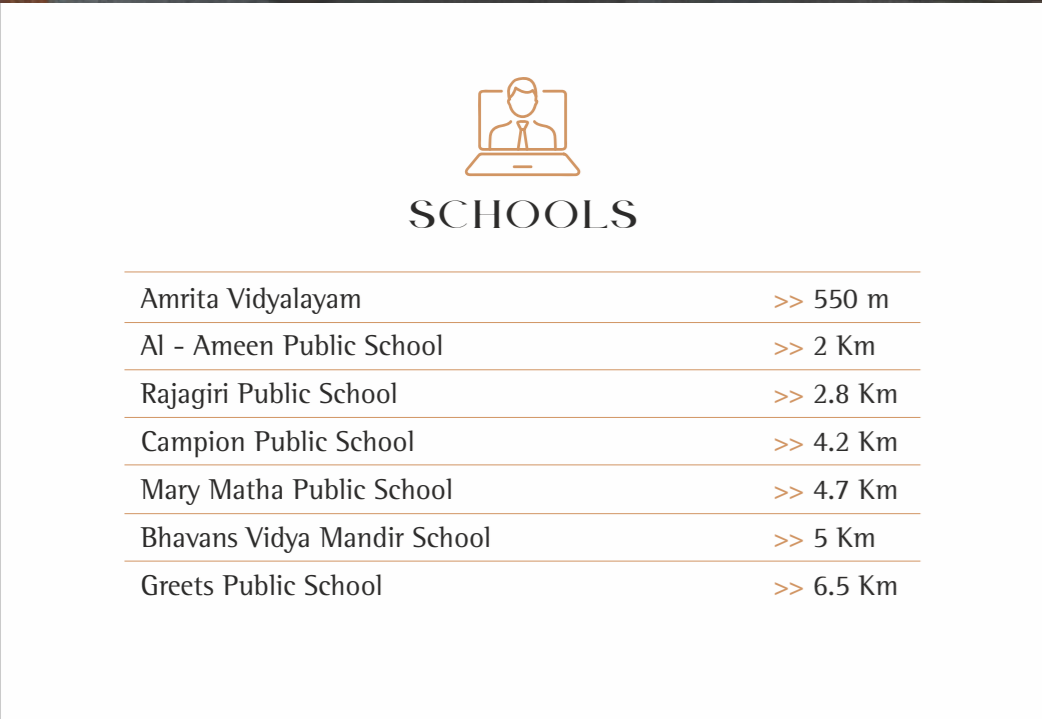 SCHOOLS
Amrita Vidyalayam >> 550 m
Al - Ameen Public School >> 2 Km
Rajagiri Public School >> 2.8 Km
Campion Public School >> 4.2 Km
Mary Matha Public School >> 4.7 Km
Bhavans Vidya Mandir School >> 5 Km
Greets Public School >> 6.5 Km